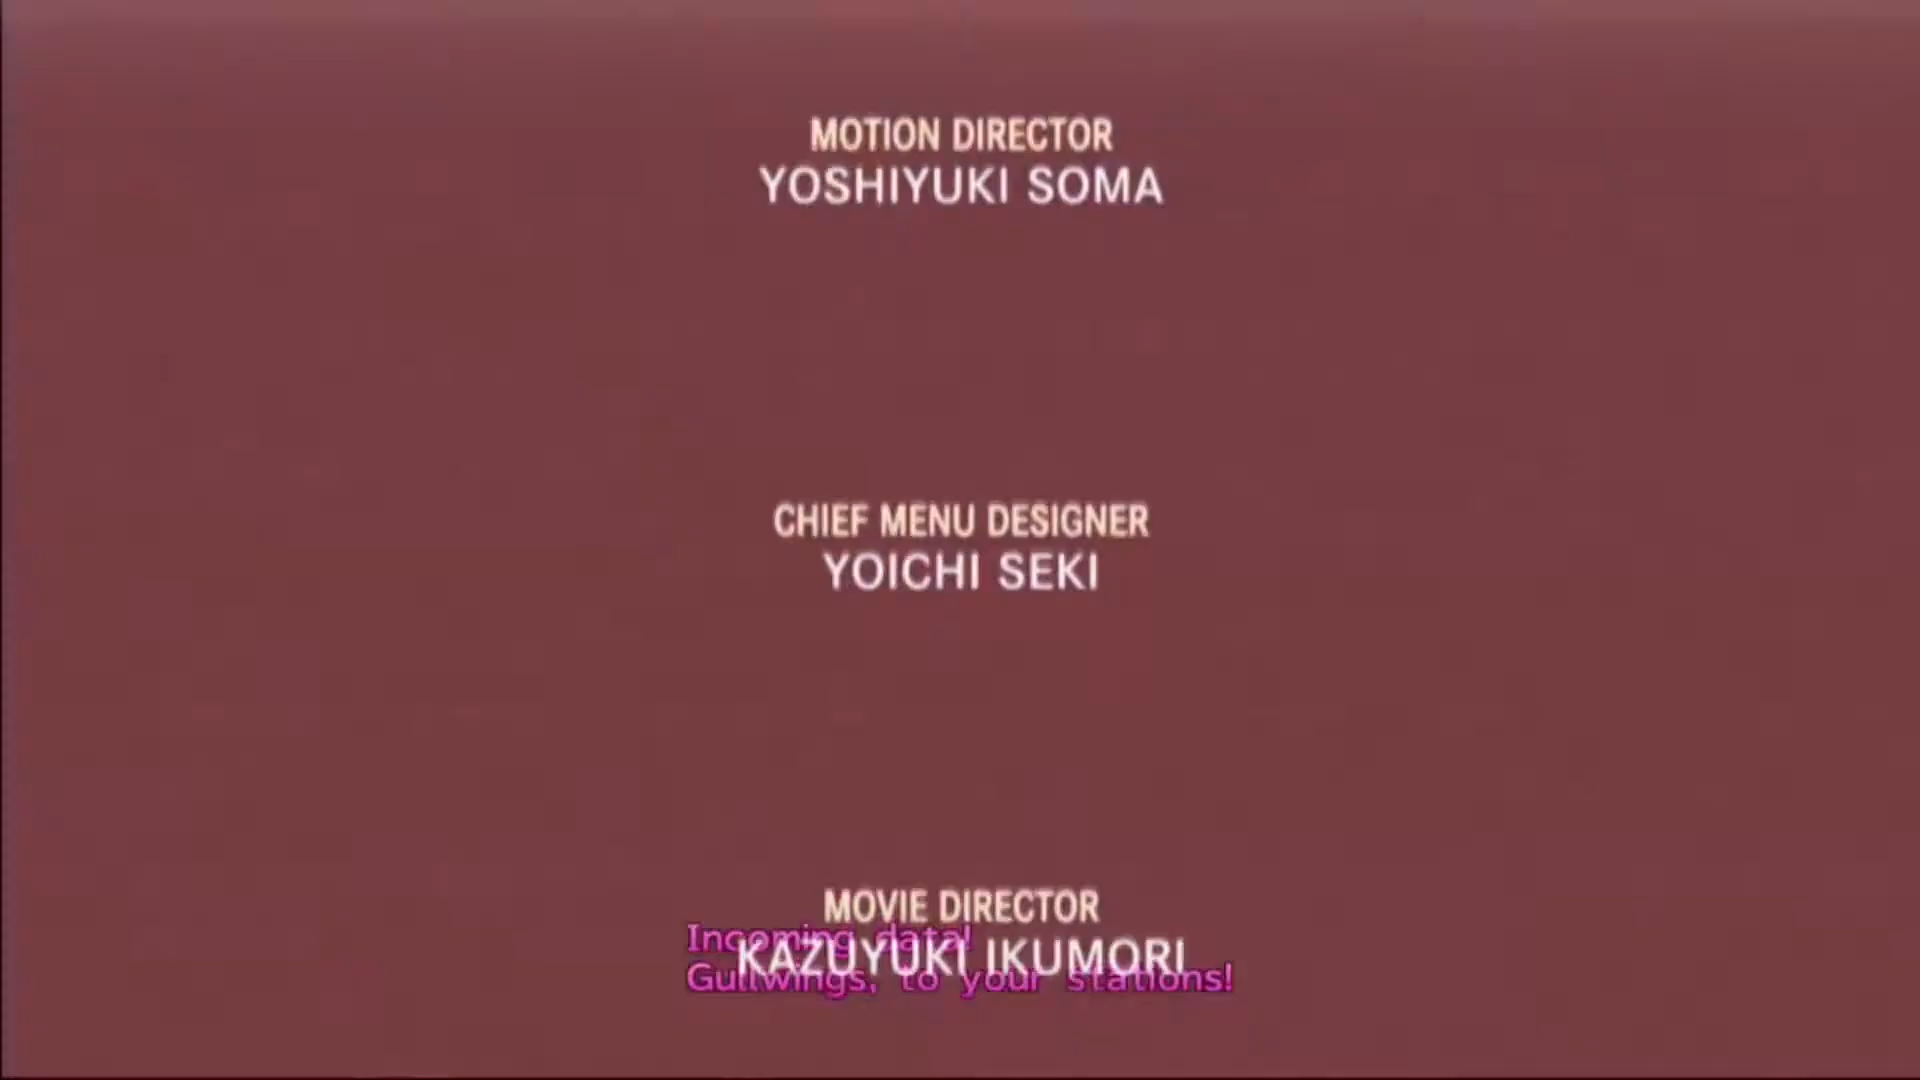 MOTION DIRECTOR
YOSHIYUKI SOMA
CHIEF MENU DESIGNER
YOICHI SEKI
MOVIE DIRECTOR
Incoming data!
KAZUYUKI IKUMORI
Gullwings, to your stations!